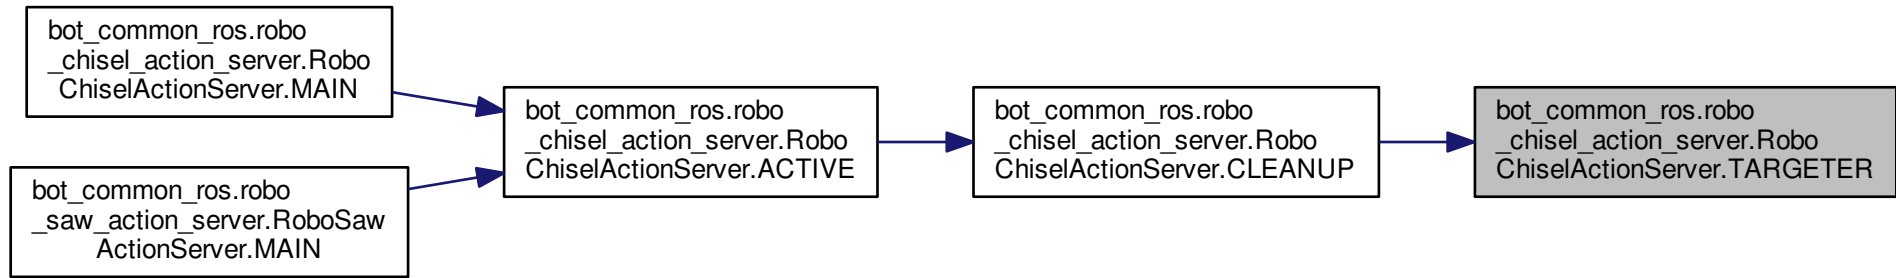 bot_common_ros.robo
_chisel_action_server.Robo
ChiselActionServer.MAIN
bot_common_ros.robo
_saw_action_server.RoboSaw
ActionServer.MAIN
bot_common_ros.robo
_chisel_action_server.Robo
ChiselActionServer.ACTIVE
bot_common_ros.robo
_chisel_action_server.Robo
ChiselActionServer.CLEANUP
bot_common_ros.robo
_chisel_action_server.Robo
ChiselActionServer.TARGETER